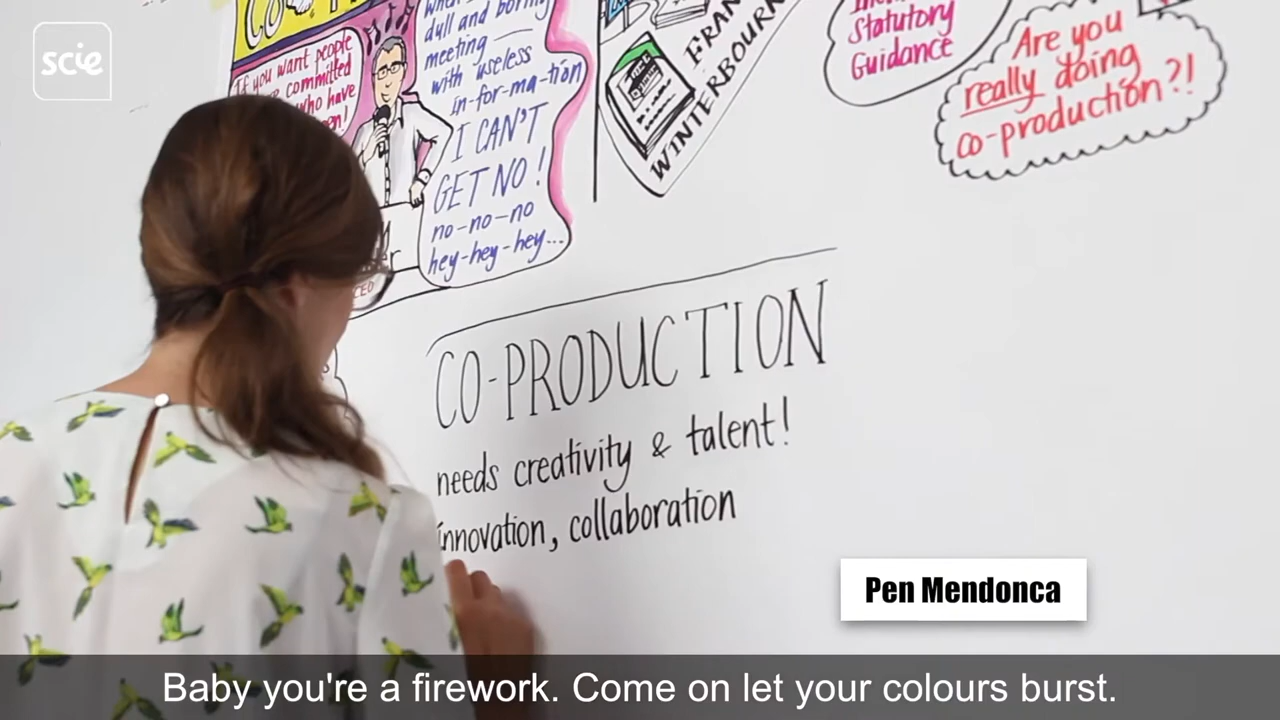 scie
If you want people
committed
who have
dull and boring
meeting —
with useless
in-for-ma-tion
I CAN'T
GET NO!
no-no-no
hey-hey-hey...
CEO
WINTERBOURNE
Statutory
Guidance
Are you
really doing
co-production?!
CO-PRODUCTION
needs creativity & talent!
innovation, collaboration
Pen Mendonca
Baby you're a firework. Come on let your colours burst.